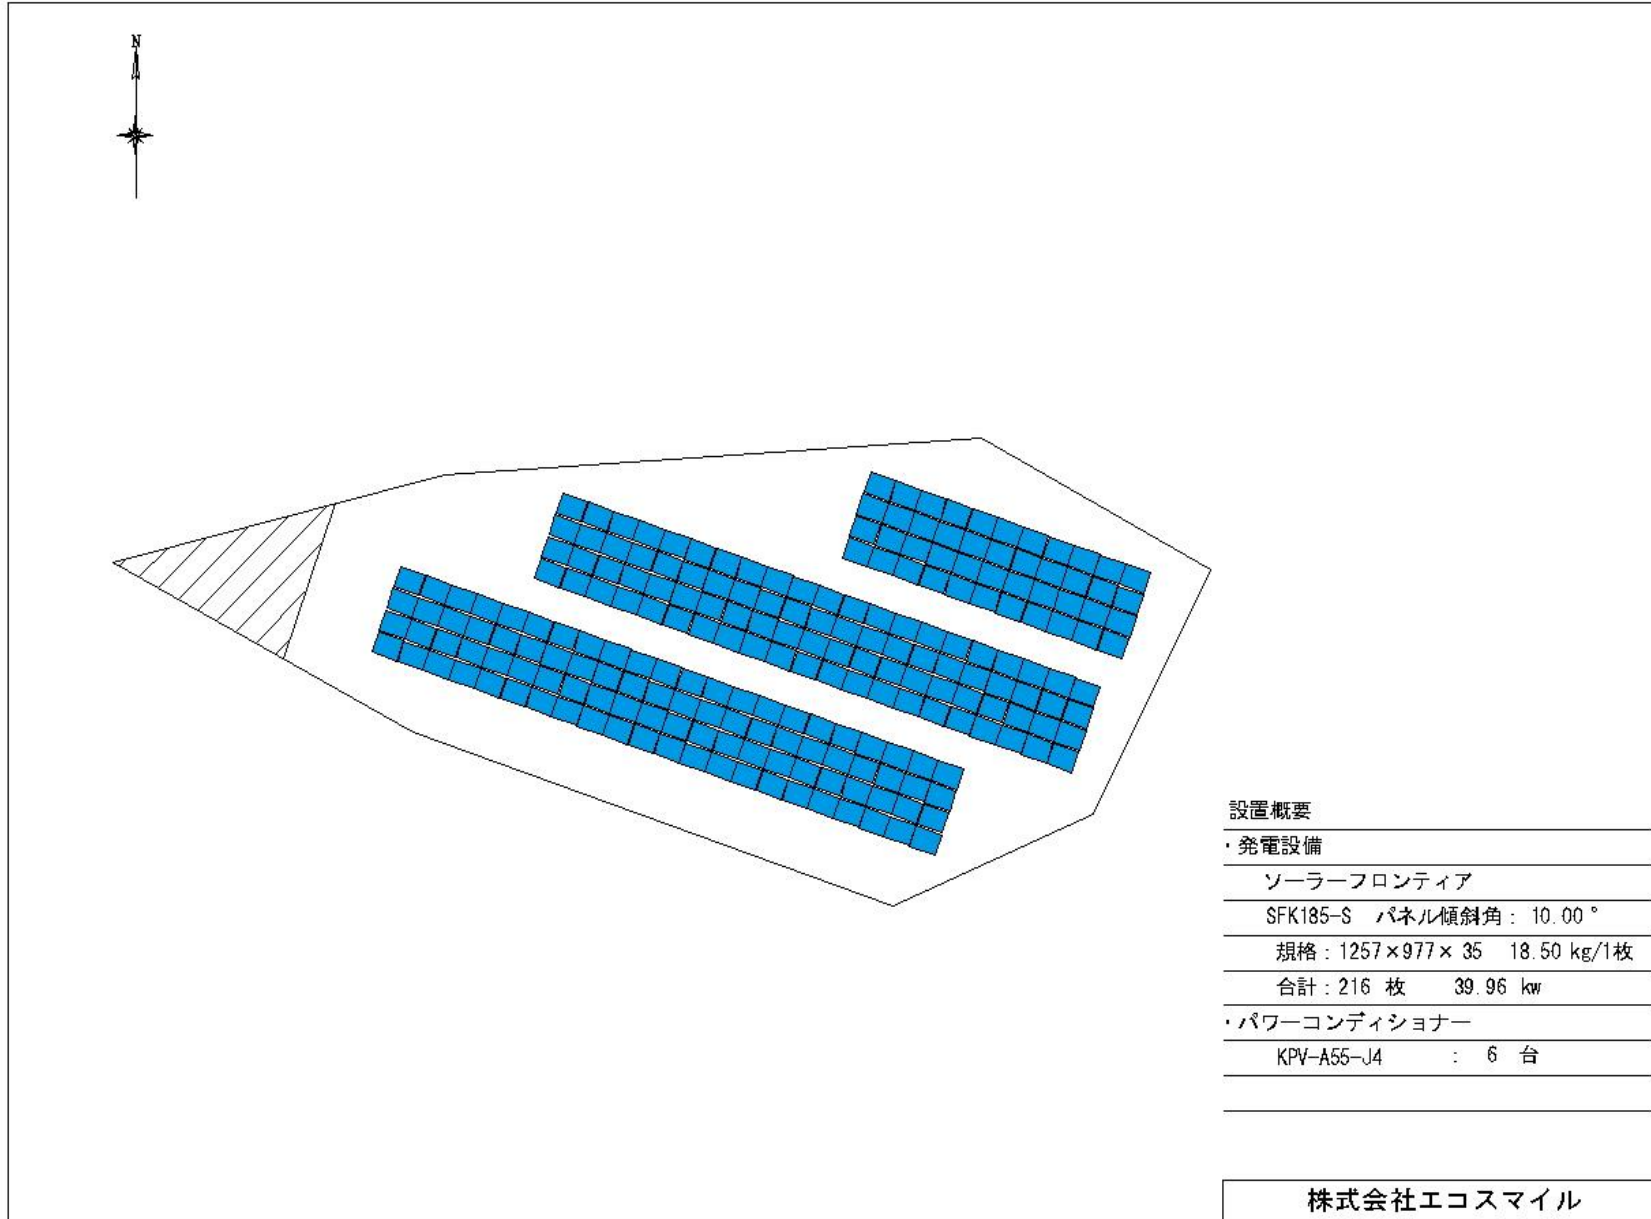 N
設置概要
・発電設備
ソーラーフロンティア
SFK185-S パネル傾斜角: 10.00°
規格:1257×977×35 18.50 kg/1枚
合計:216 枚 39.96 kw
・パワーコンディショナー
KPV-A55-J4 : 6 台
株式会社エコスマイル